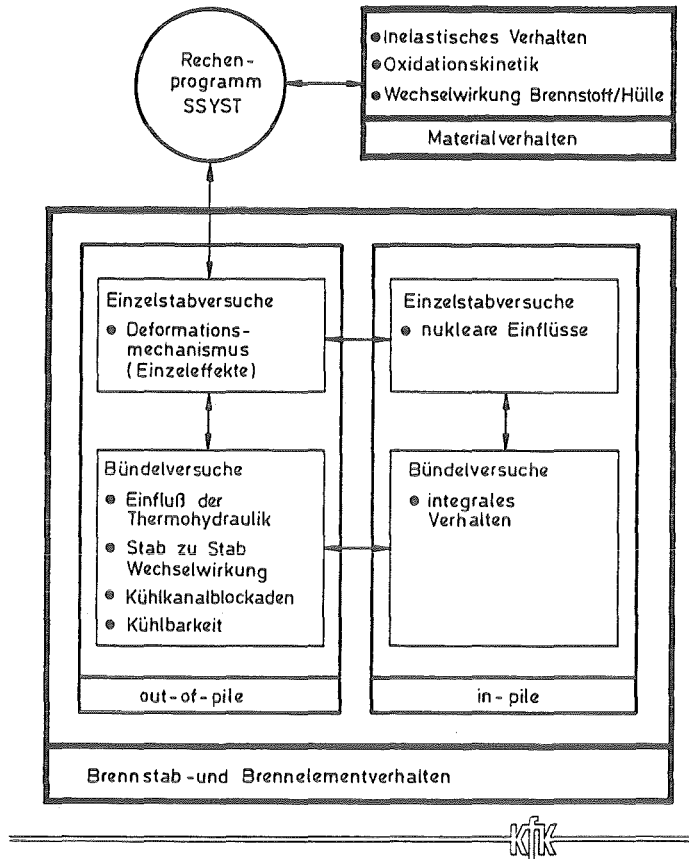 Rechen-
programm
SSYST
● Inelastisches Verhalten
● Oxidationskinetik
● Wechselwirkung Brennstoff/Hülle
Materialverhalten
Einzelstabversuche
● Deformations-
mechanismus
(Einzeleffekte)
Einzelstabversuche
● nukleare Einflüsse
Bündelversuche
● Einfluß der
Thermohydraulik
● Stab zu Stab
Wechselwirkung
● Kühlkanalblockaden
● Kühlbarkeit
Bündelversuche
● integrales
Verhalten
out-of-pile
in-pile
Brennstab-und Brennelementverhalten
KfK